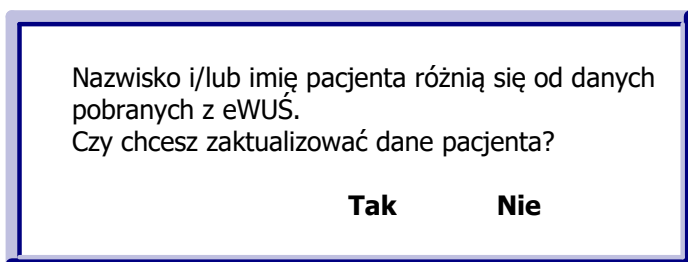 Nazwisko i/lub imię pacjenta różnią się od danych
pobranych z eWUŚ.
Czy chcesz zaktualizować dane pacjenta?
Tak Nie